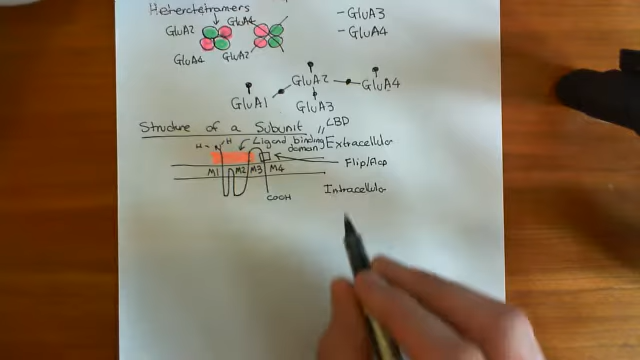 Heterotetramers
GluA2 GluA4
GluA4 GluA2
- GluA3
- GluA4
GluA1 GluA2 GluA4
GluA3
Structure of a Subunit
LBD
Ligand binding domain
Extracellular
Flip/flop
M1 M2 M3 M4
Intracellular
COOH